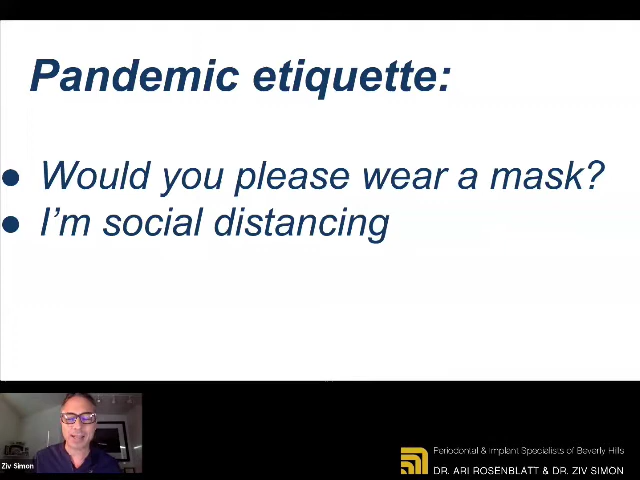 Pandemic etiquette:
● Would you please wear a mask?
● I'm social distancing
Ziv Simon
Periodontal & Implant Specialists of Beverly Hills
DR. ARI ROSENBLATT & DR. ZIV SIMON